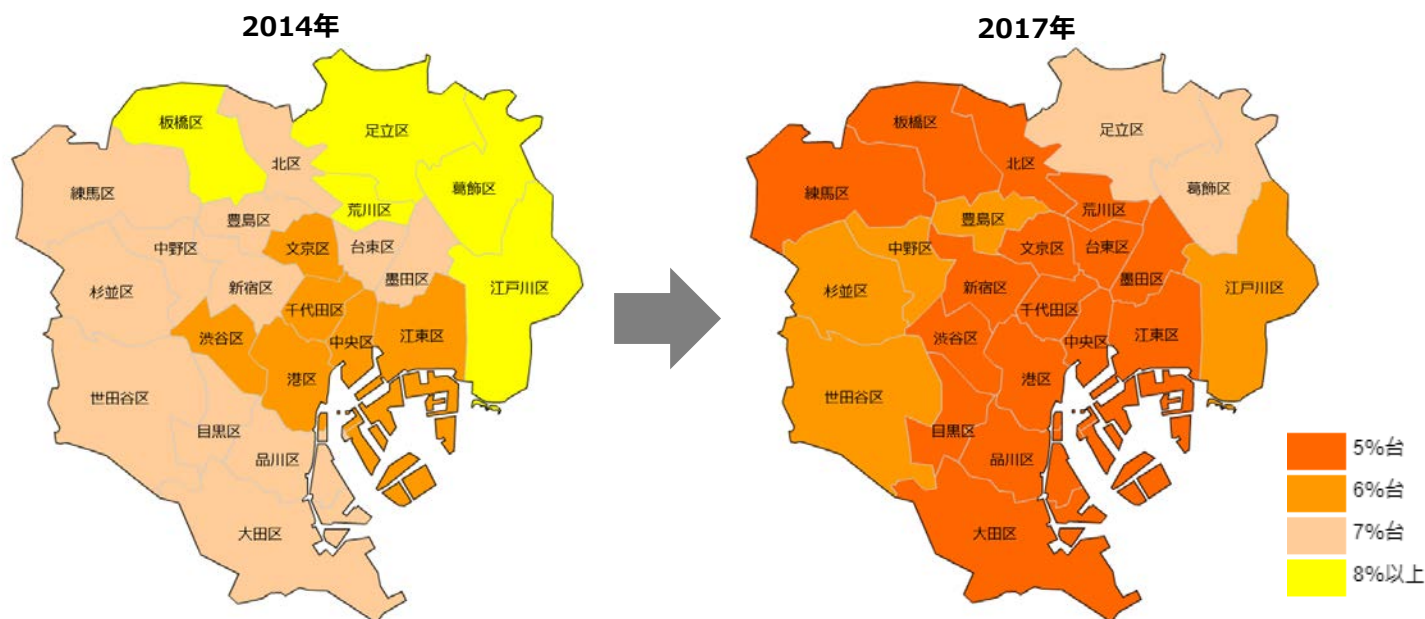 2014年
板橋区
足立区
北区
練馬区
葛飾区
荒川区
豊島区
中野区
文京区
台東区
墨田区
杉並区
新宿区
江戸川区
千代田区
渋谷区
中央区
江東区
港区
世田谷区
目黒区
品川区
大田区
2017年
足立区
板橋区
北区
葛飾区
練馬区
荒川区
豊島区
中野区
文京区
台東区
墨田区
杉並区
新宿区
江戸川区
千代田区
渋谷区
中央区
江東区
港区
世田谷区
目黒区
品川区
大田区
5%台
6%台
7%台
8%以上